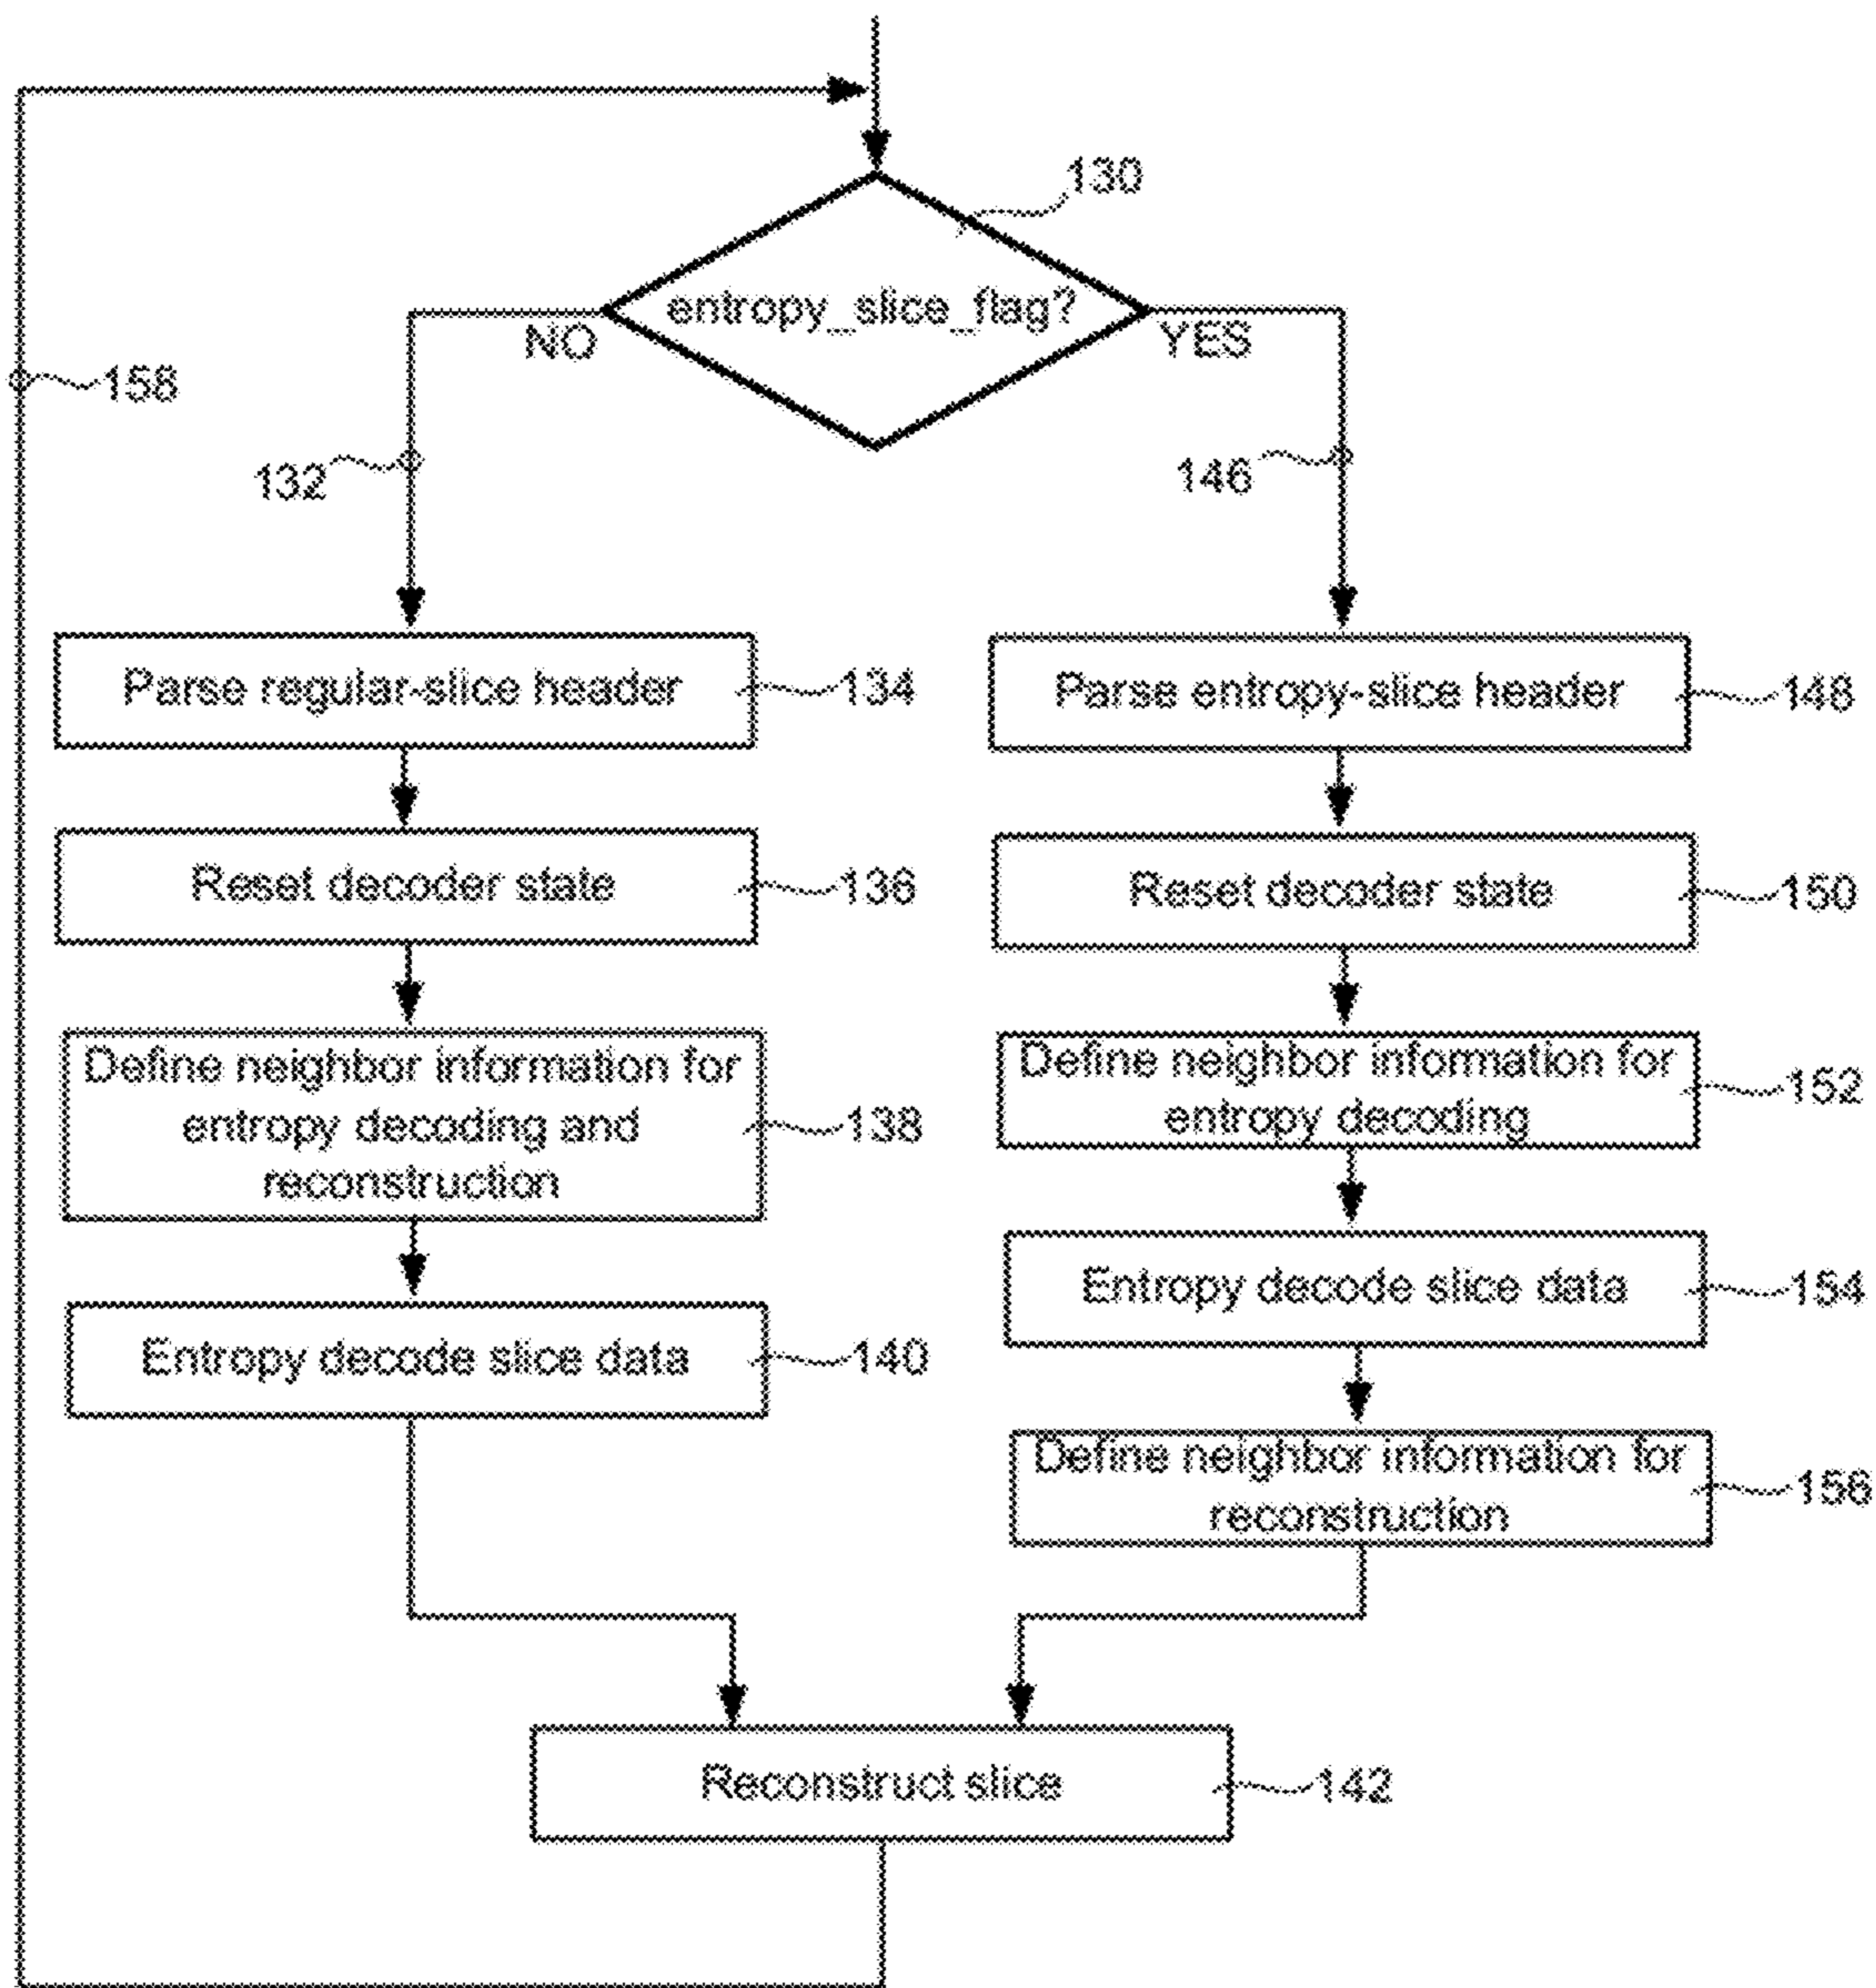 130
entropy_slice_flag?
NO
YES
158
132
146
Parse regular-slice header
134
Parse entropy-slice header
148
Reset decoder state
136
Reset decoder state
150
Define neighbor information for
entropy decoding and
reconstruction
138
Define neighbor information for
entropy decoding
152
Entropy decode slice data
154
Entropy decode slice data
140
Define neighbor information for
reconstruction
156
Reconstruct slice
142